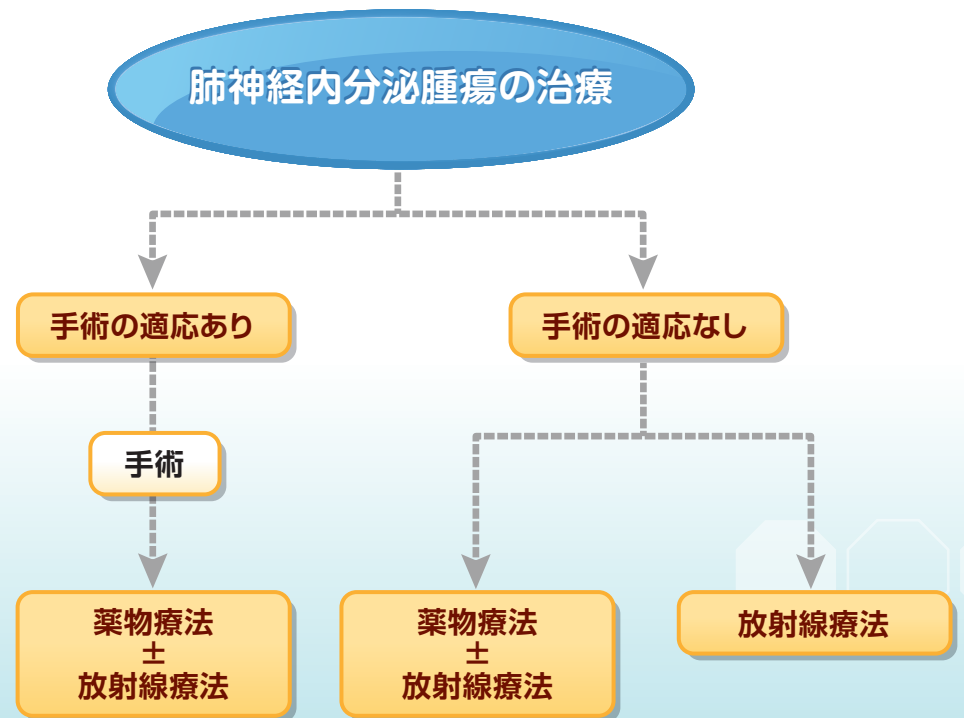 肺神経内分泌腫瘍の治療
手術の適応あり
手術の適応なし
手術
薬物療法
±
放射線療法
薬物療法
±
放射線療法
放射線療法